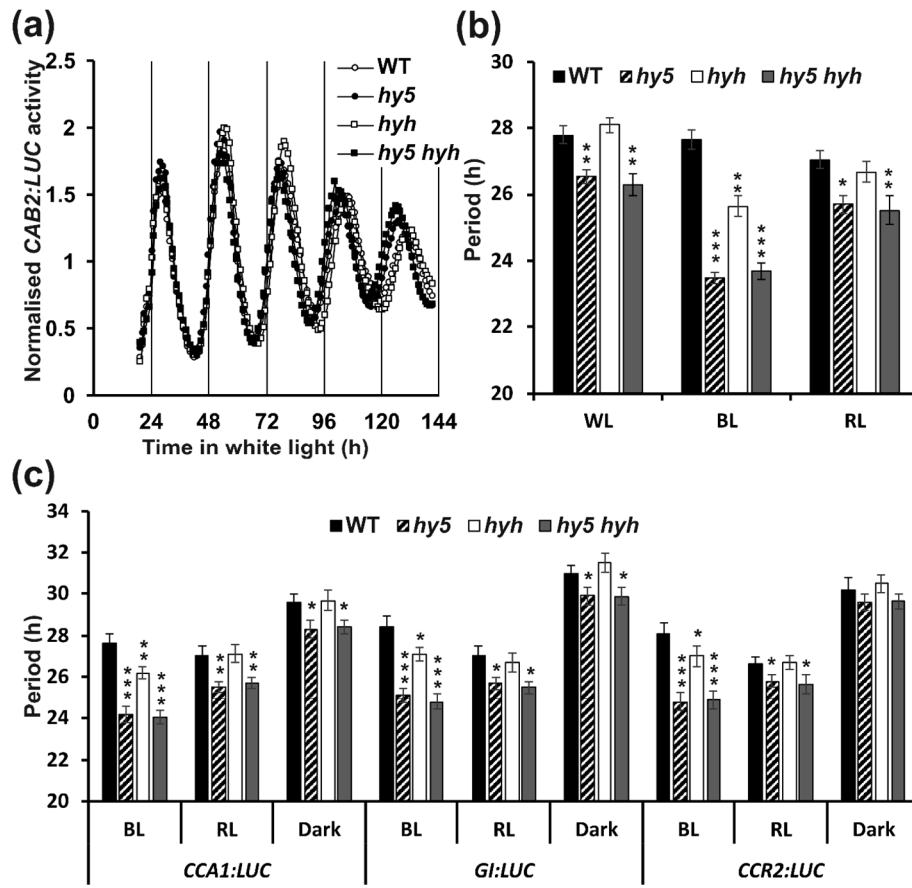 (a)
Normalised CAB2:LUC activity
2.5
2
1.5
1
0.5
0
0 24 48 72 96 120 144
Time in white light (h)
WT
hy5
hyh
hy5 hyh
(b)
Period (h)
30
28
26
24
22
20
WT hy5 hyh hy5 hyh
** ** *** ** *** * **
WL BL RL
(c)
Period (h)
34
32
30
28
26
24
22
20
WT hy5 hyh hy5 hyh
*** ** *** ** ** * * *** * *** * * * * *** * *** * *
BL RL Dark BL RL Dark BL RL Dark
CCA1:LUC GI:LUC CCR2:LUC